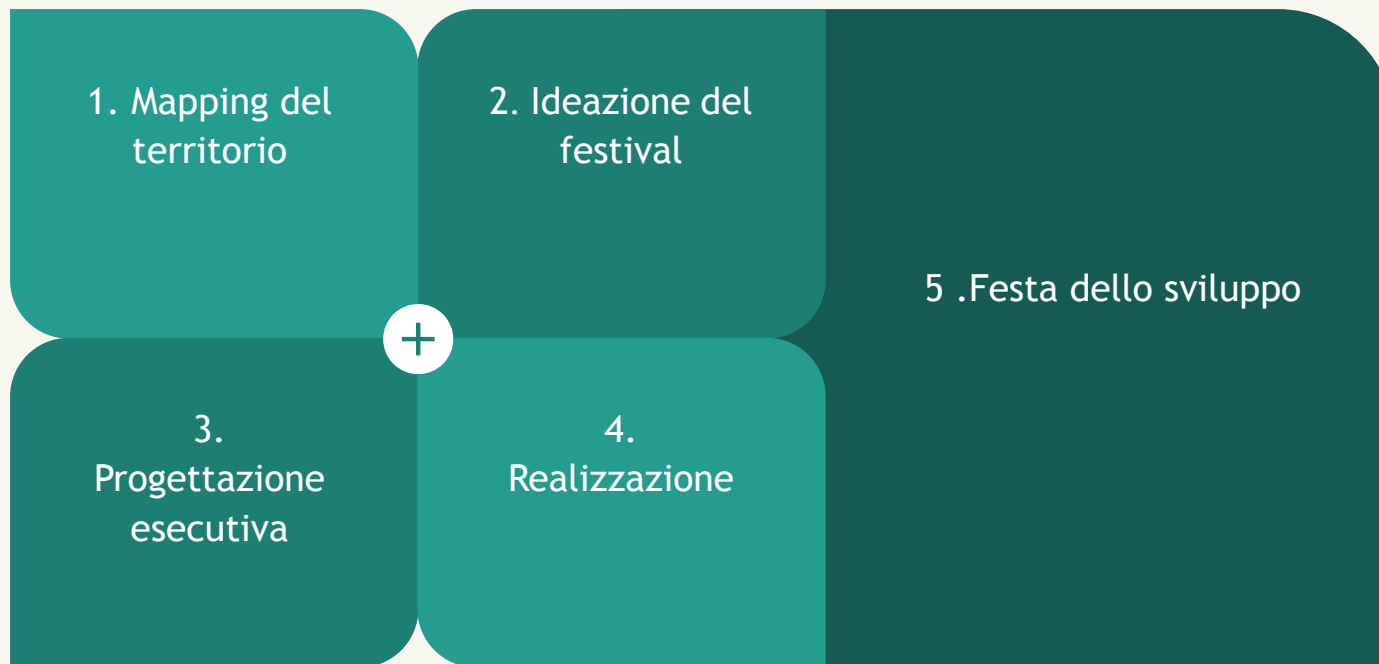 1. Mapping del
territorio
2. Ideazione del
festival
3.
Progettazione
esecutiva
4.
Realizzazione
5 .Festa dello sviluppo